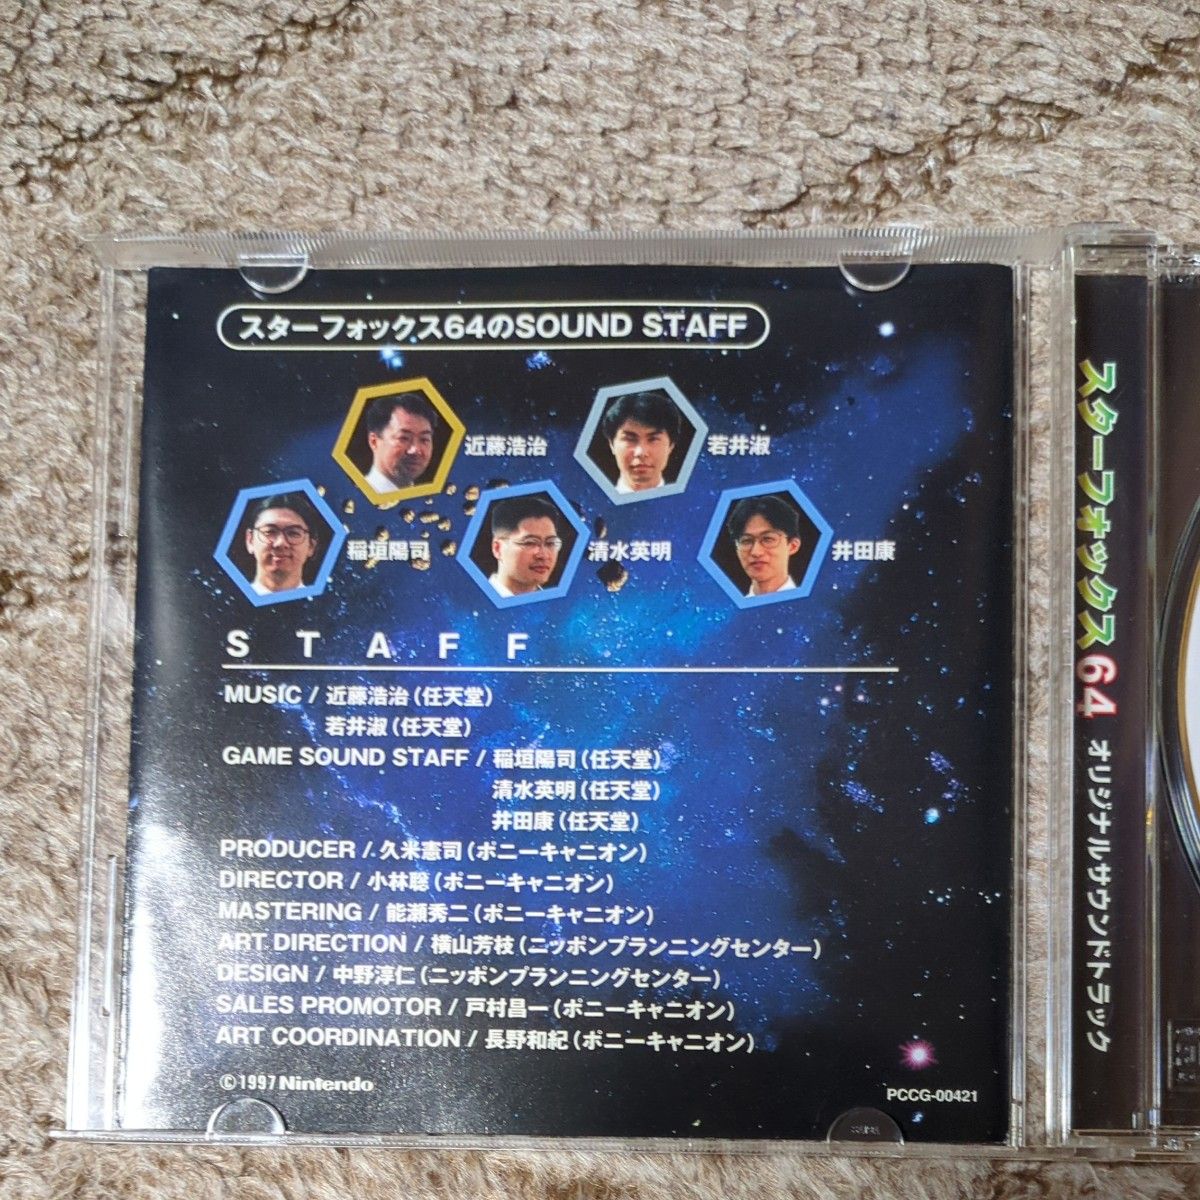 スターフォックス64のSOUND STAFF
近藤浩治
若井淑
稲垣陽司
清水英明
井田康
STAFF
MUSIC / 近藤浩治(任天堂)
若井淑(任天堂)
GAME SOUND STAFF / 稲垣陽司(任天堂)
清水英明(任天堂)
井田康(任天堂)
PRODUCER / 久米憲司(ポニーキャニオン)
DIRECTOR / 小林聡(ポニーキャニオン)
MASTERING / 能瀬秀二(ポニーキャニオン)
ART DIRECTION / 横山芳枝(ニッポンプランニングセンター)
DESIGN / 中野淳仁(ニッポンプランニングセンター)
SALES PROMOTOR / 戸村昌一(ポニーキャニオン)
ART COORDINATION / 長野和紀(ポニーキャニオン)
©1997 Nintendo
PCCG-00421
スターフォックス64 オリジナルサウンドトラック